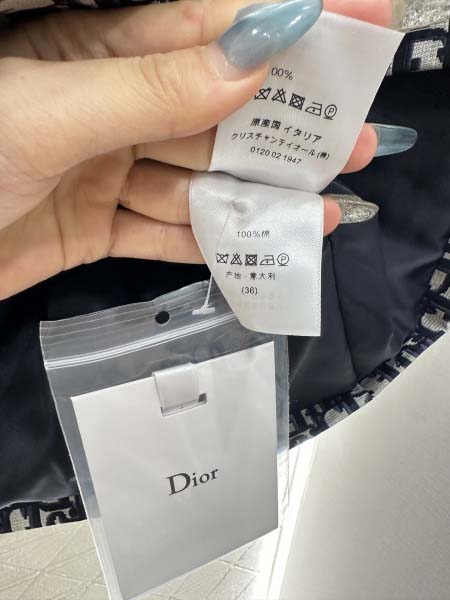 00%
原産国 イタリア
クリスチャンディオール(株)
0120 02 1947
100%棉
产地 - 意大利
(36)
Dior